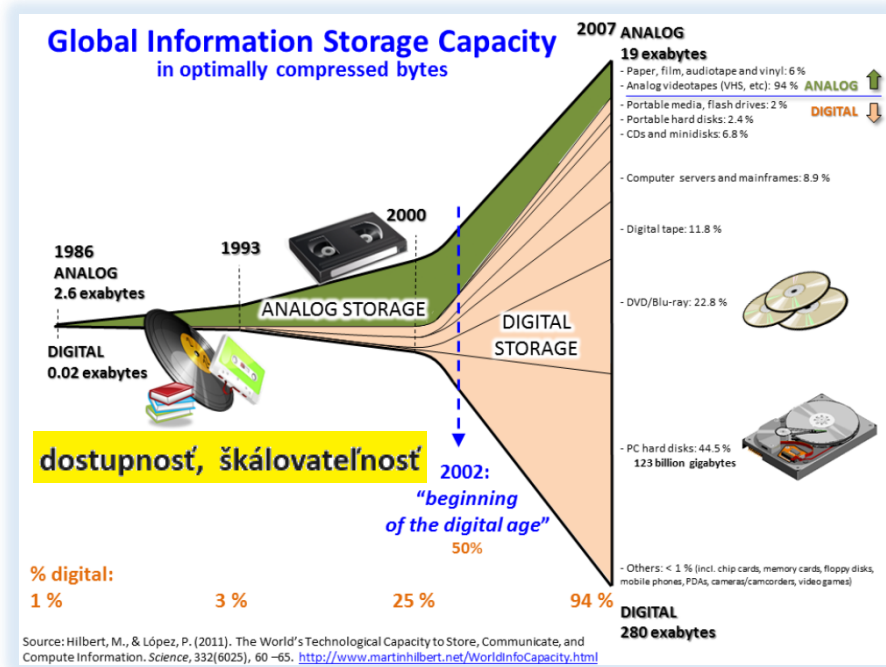 Global Information Storage Capacity
in optimally compressed bytes
2007 ANALOG
19 exabytes
- Paper, film, audiotape and vinyl: 6 %
- Analog videotapes (VHS, etc): 94 %
ANALOG
- Portable media, flash drives: 2 %
DIGITAL
- Portable hard disks: 2.4 %
- CDs and minidisks: 6.8 %
- Computer servers and mainframes: 8.9 %
- Digital tape: 11.8 %
- DVD/Blu-ray: 22.8 %
- PC hard disks: 44.5 %
123 billion gigabytes
- Others: < 1 % (incl. chip cards, memory cards, floppy disks,
mobile phones, PDAs, cameras/camcorders, video games)
DIGITAL
280 exabytes
1986
ANALOG
2.6 exabytes
DIGITAL
0.02 exabytes
1993
2000
ANALOG STORAGE
DIGITAL
STORAGE
dostupnosť, škálovateľnosť
2002:
“beginning
of the digital age”
50%
% digital:
1 % 3 % 25 % 94 %
Source: Hilbert, M., & López, P. (2011). The World’s Technological Capacity to Store, Communicate, and
Compute Information. Science, 332(6025), 60 –65. http://www.martinhilbert.net/WorldInfoCapacity.html